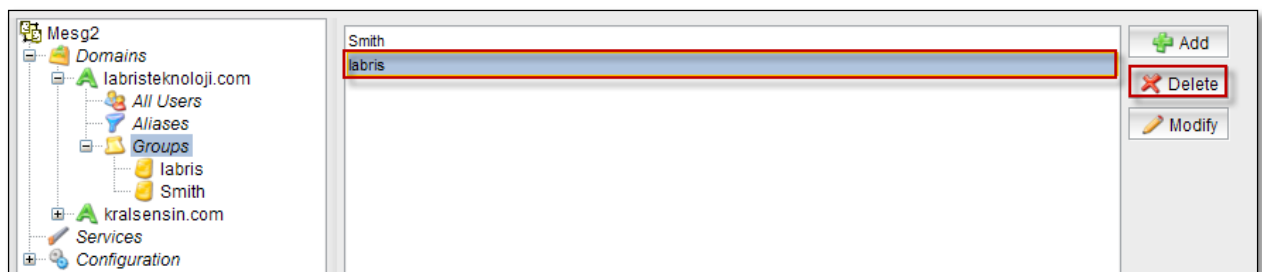 Mesg2
Domains
labristeknoloji.com
All Users
Aliases
Groups
labris
Smith
kralsensin.com
Services
Configuration
Smith
labris
Add
Delete
Modify